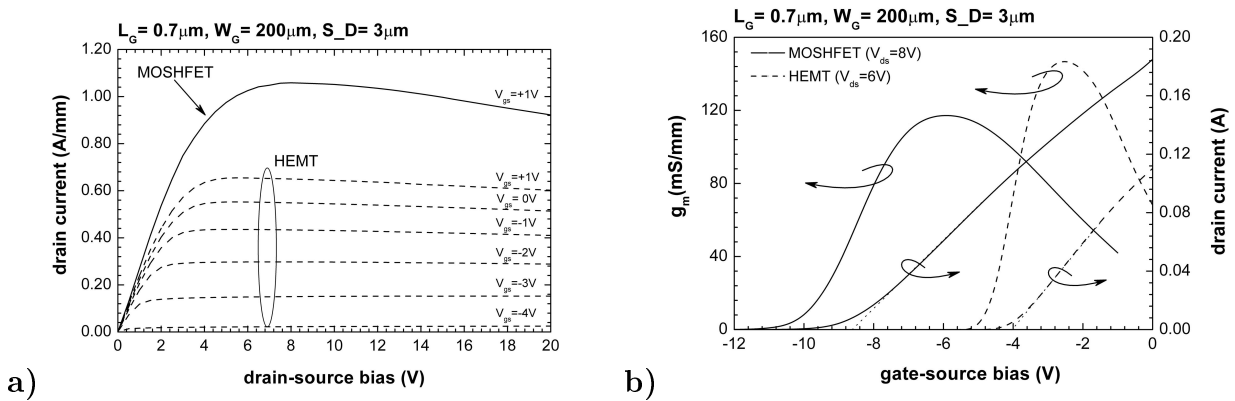 L_G= 0.7μm, W_G= 200μm, S_D= 3μm
1.20
1.00
0.80
0.60
0.40
0.20
0.00
drain current (A/mm)
MOSHFET
V_gs=+1V
HEMT
V_gs=+1V
V_gs= 0V
V_gs=-1V
V_gs=-2V
V_gs=-3V
V_gs=-4V
0 2 4 6 8 10 12 14 16 18 20
drain-source bias (V)
a)
L_G= 0.7μm, W_G= 200μm, S_D= 3μm
160
120
80
40
0
g_m(mS/mm)
MOSHFET (V_ds=8V)
HEMT (V_ds=6V)
0.20
0.16
0.12
0.08
0.04
0.00
drain current (A)
-12 -10 -8 -6 -4 -2 0
gate-source bias (V)
b)